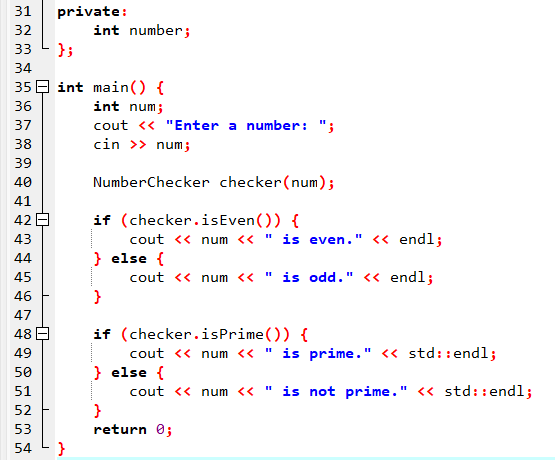 31 private:
32     int number;
33 };
34
35 int main() {
36     int num;
37     cout << "Enter a number: ";
38     cin >> num;
39
40     NumberChecker checker(num);
41
42     if (checker.isEven()) {
43         cout << num << " is even." << endl;
44     } else {
45         cout << num << " is odd." << endl;
46     }
47
48     if (checker.isPrime()) {
49         cout << num << " is prime." << std::endl;
50     } else {
51         cout << num << " is not prime." << std::endl;
52     }
53     return 0;
54 }